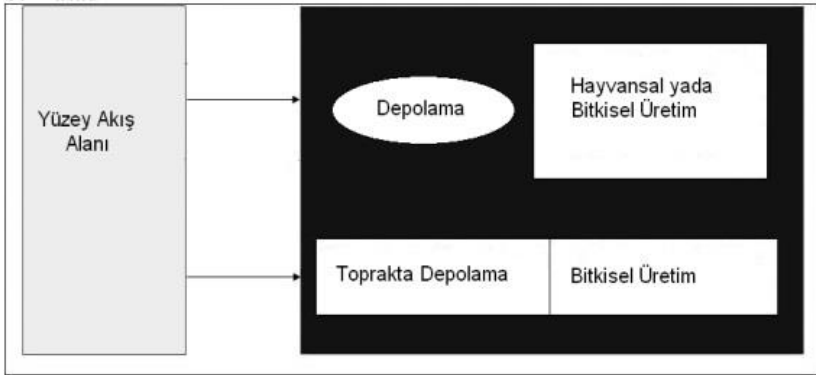 Yüzey Akış
Alanı
Depolama
Hayvansal yada
Bitkisel Üretim
Toprakta Depolama
Bitkisel Üretim